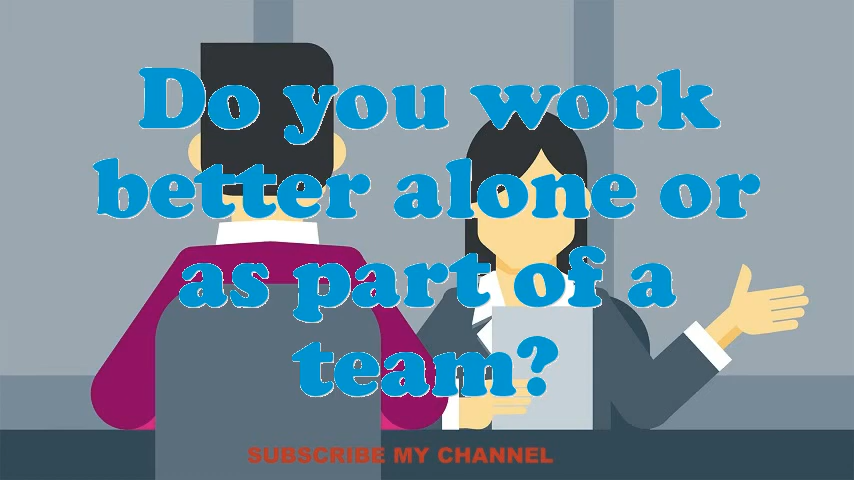 Do you work
better alone or
as part of a
team?
SUBSCRIBE MY CHANNEL